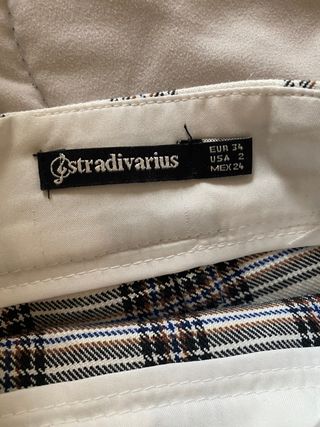 stradivarius
EUR 34
USA 2
MEX 24